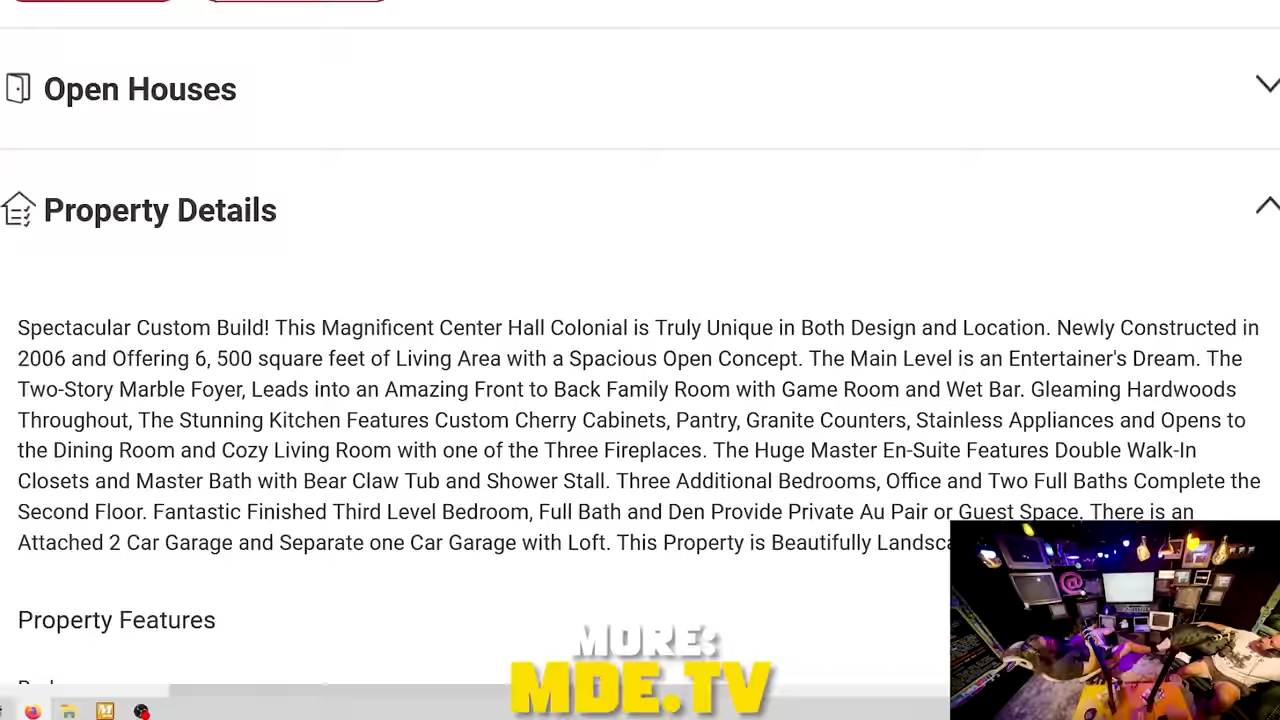 Open Houses
Property Details
Spectacular Custom Build! This Magnificent Center Hall Colonial is Truly Unique in Both Design and Location. Newly Constructed in
2006 and Offering 6, 500 square feet of Living Area with a Spacious Open Concept. The Main Level is an Entertainer's Dream. The
Two-Story Marble Foyer, Leads into an Amazing Front to Back Family Room with Game Room and Wet Bar. Gleaming Hardwoods
Throughout, The Stunning Kitchen Features Custom Cherry Cabinets, Pantry, Granite Counters, Stainless Appliances and Opens to
the Dining Room and Cozy Living Room with one of the Three Fireplaces. The Huge Master En-Suite Features Double Walk-In
Closets and Master Bath with Bear Claw Tub and Shower Stall. Three Additional Bedrooms, Office and Two Full Baths Complete the
Second Floor. Fantastic Finished Third Level Bedroom, Full Bath and Den Provide Private Au Pair or Guest Space. There is an
Attached 2 Car Garage and Separate one Car Garage with Loft. This Property is Beautifully
Property Features
MORE:
MDE.TV